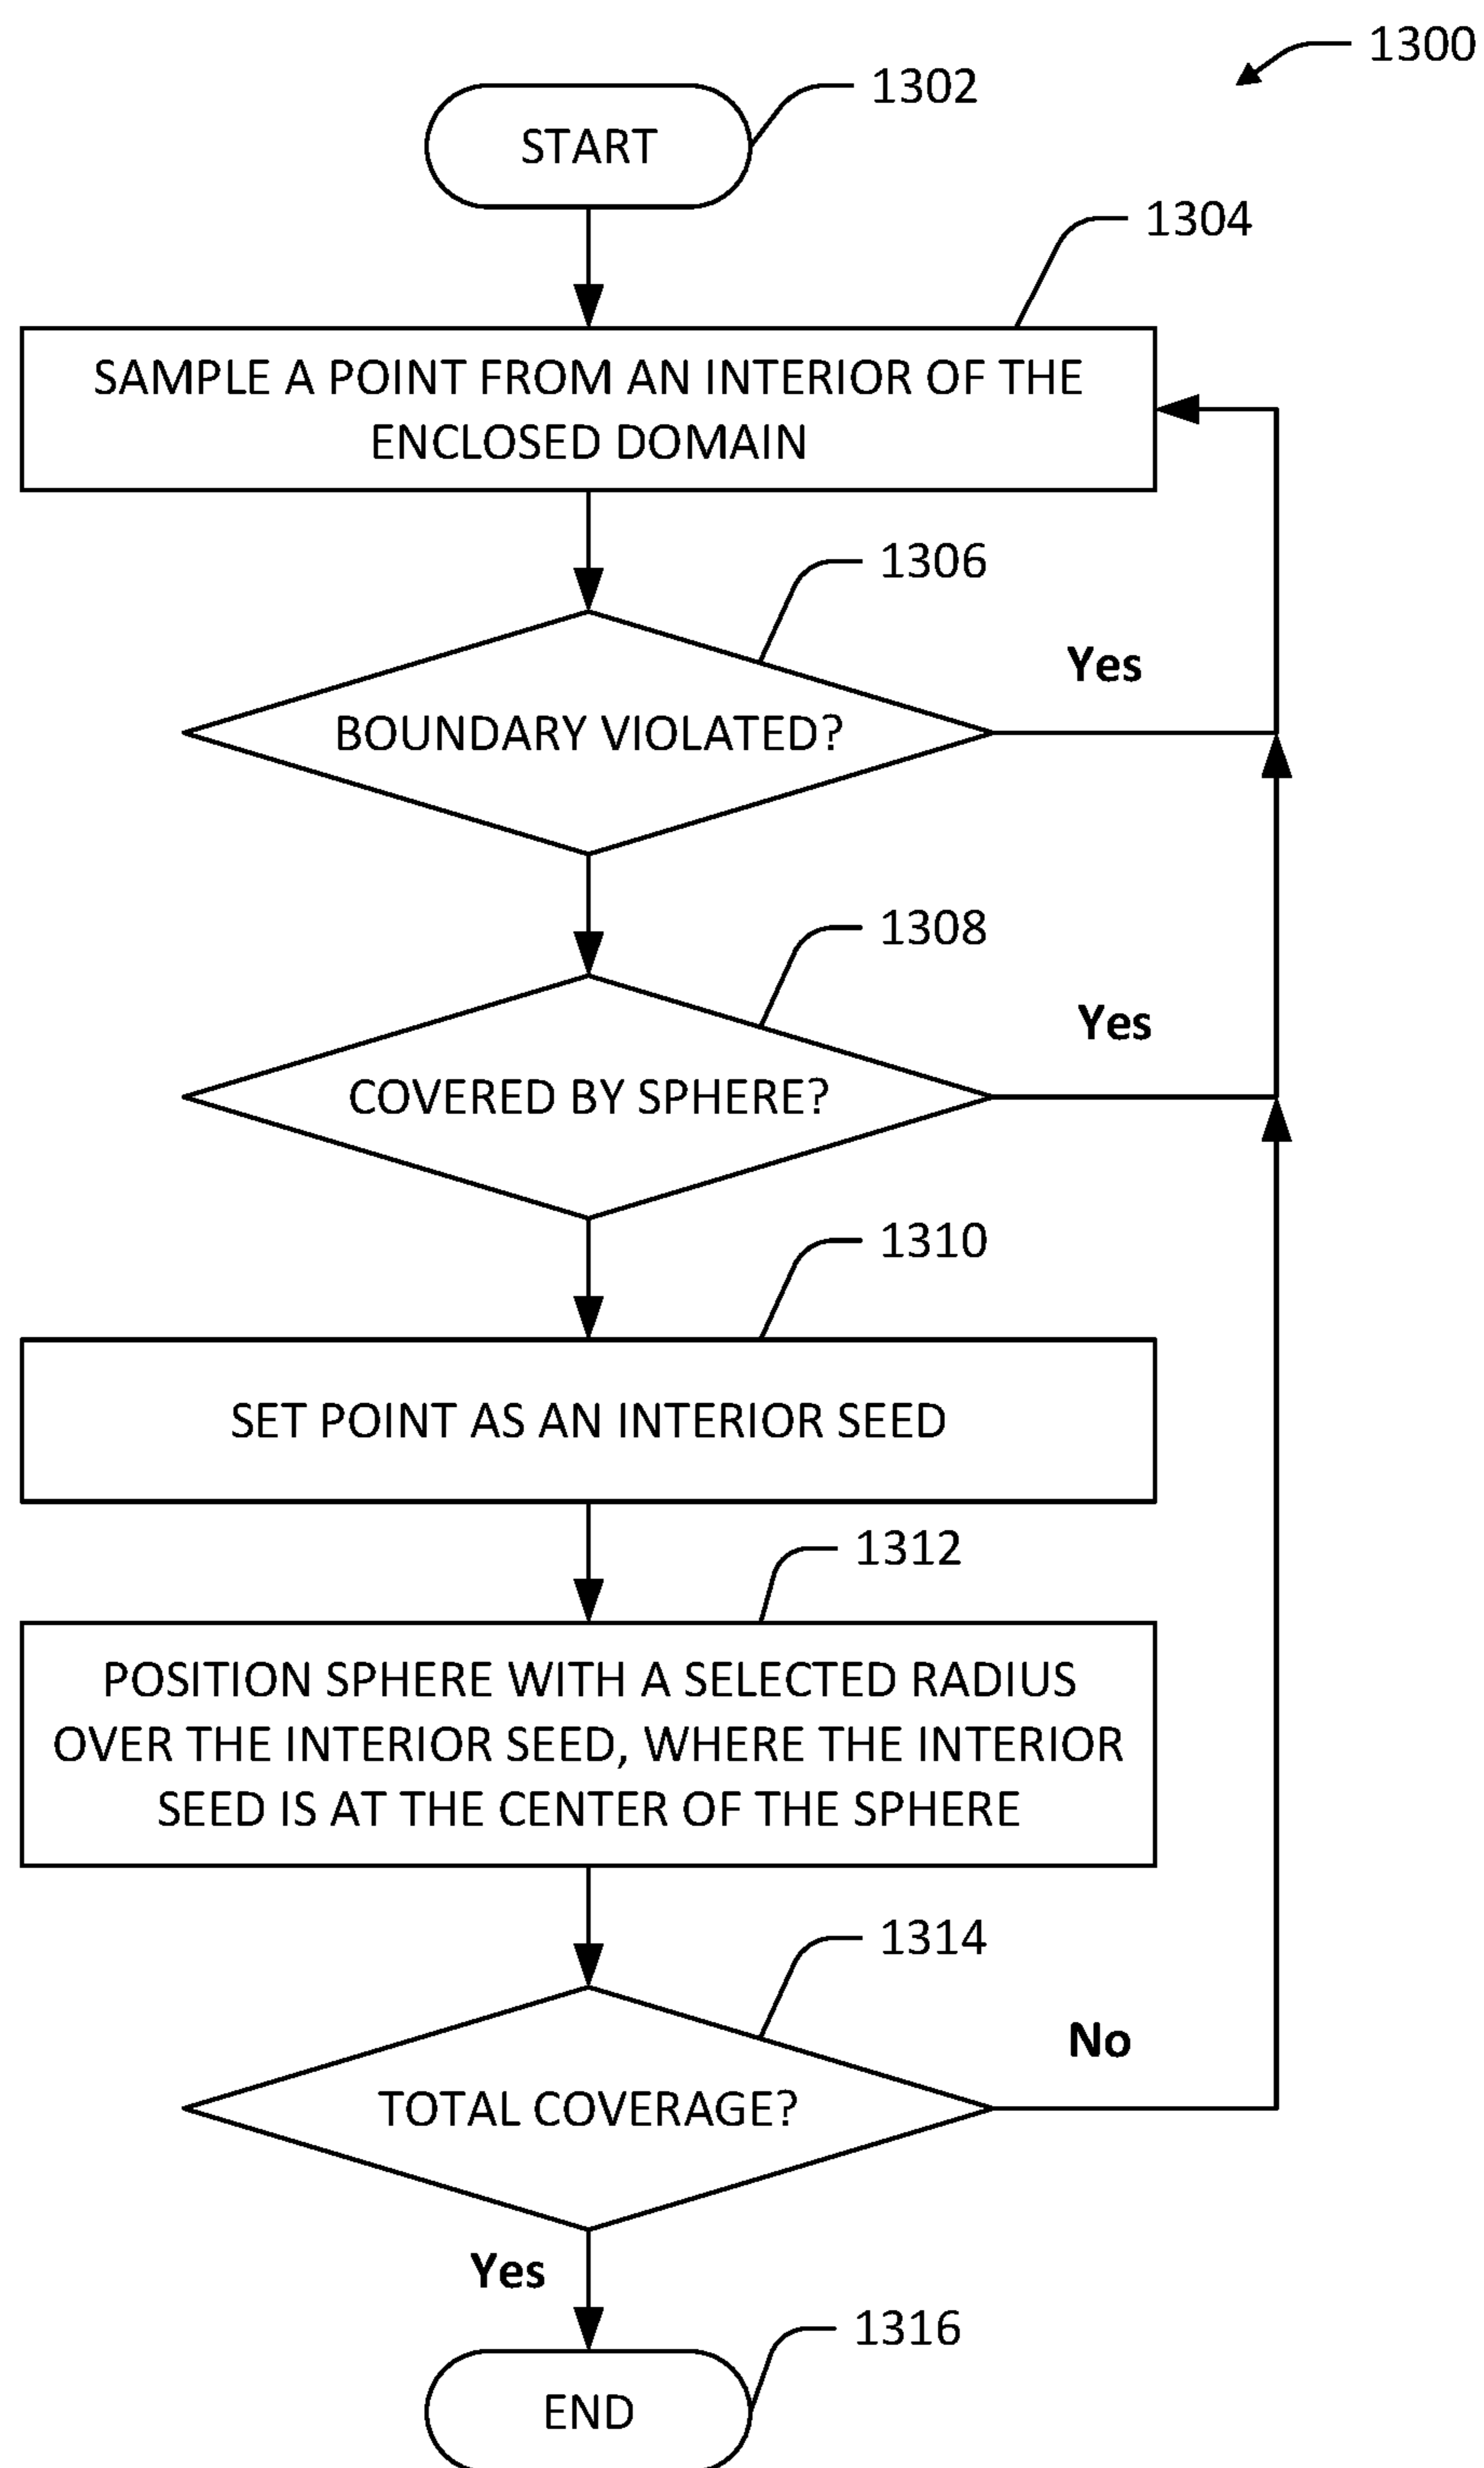 1300
1302
START
1304
SAMPLE A POINT FROM AN INTERIOR OF THE
ENCLOSED DOMAIN
1306
Yes
BOUNDARY VIOLATED?
1308
Yes
COVERED BY SPHERE?
1310
SET POINT AS AN INTERIOR SEED
1312
POSITION SPHERE WITH A SELECTED RADIUS
OVER THE INTERIOR SEED, WHERE THE INTERIOR
SEED IS AT THE CENTER OF THE SPHERE
1314
No
TOTAL COVERAGE?
Yes
1316
END